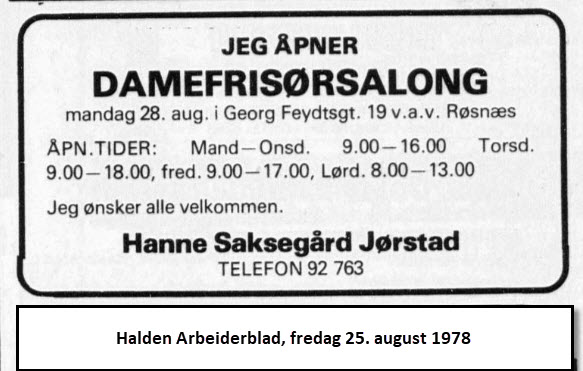 JEG ÅPNER
DAMEFRISØRSALONG
mandag 28. aug. i Georg Feydtsgt. 19 v.a.v. Røsnæs
ÅPN.TIDER: Mand—Onsd. 9.00—16.00 Torsd.
9.00—18.00, fred. 9.00—17.00, Lørd. 8.00—13.00
Jeg ønsker alle velkommen.
Hanne Saksegård Jørstad
TELEFON 92 763
Halden Arbeiderblad, fredag 25. august 1978